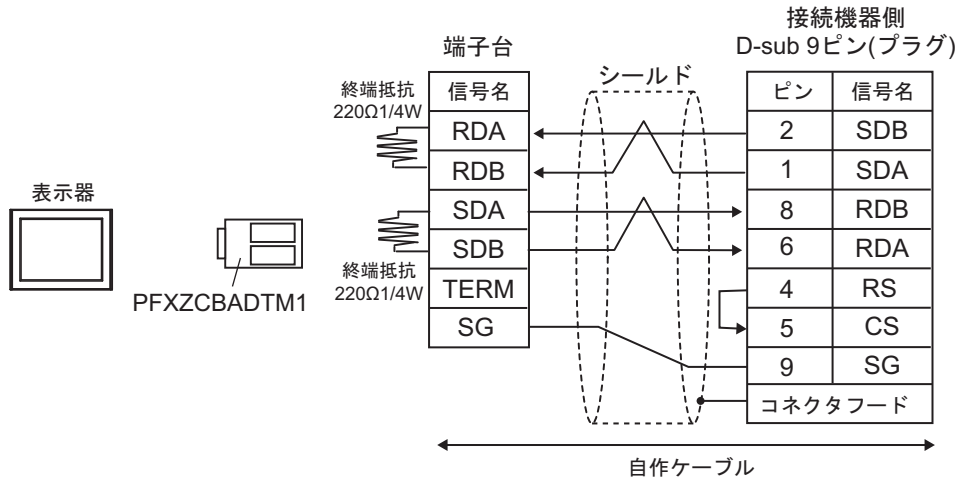 接続機器側
端子台
D-sub 9ピン(プラグ)
シールド
終端抵抗
220Ω1/4W
信号名
ピン 信号名
RDA
2 SDB
RDB
1 SDA
表示器
SDA
8 RDB
SDB
6 RDA
終端抵抗
220Ω1/4W
PFXZCBADTM1
TERM
4 RS
SG
5 CS
9 SG
コネクタフード
自作ケーブル